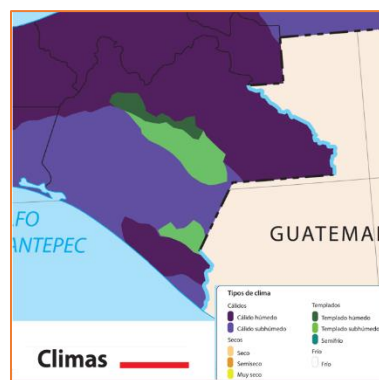 FO
ANTEPEC
GUATEMA
Tipos de clima
Cálidos
Cálido húmedo
Cálido subhúmedo
Secos
Seco
Semiseco
Muy seco
Templados
Templado húmedo
Templado subhúmedo
Semifrío
Frío
Frío
Climas